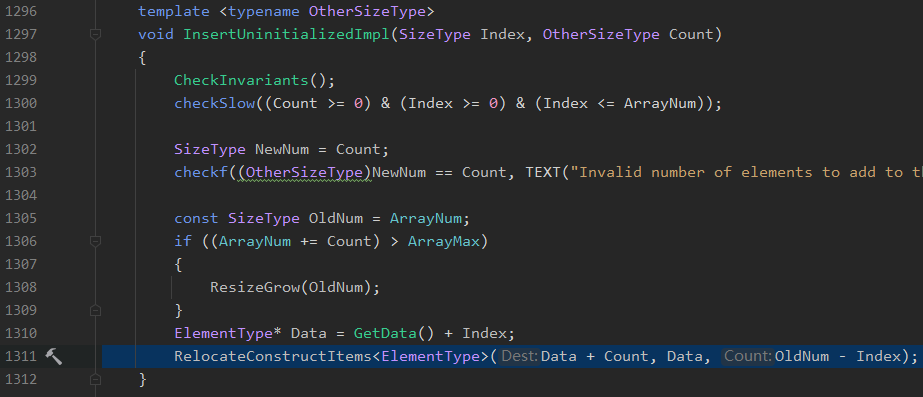 1296 template <typename OtherSizeType>
1297 void InsertUninitializedImpl(SizeType Index, OtherSizeType Count)
1298 {
1299 CheckInvariants();
1300 checkSlow((Count >= 0) & (Index >= 0) & (Index <= ArrayNum));
1301
1302 SizeType NewNum = Count;
1303 checkf((OtherSizeType)NewNum == Count, TEXT("Invalid number of elements to add to th
1304
1305 const SizeType OldNum = ArrayNum;
1306 if ((ArrayNum += Count) > ArrayMax)
1307 {
1308 ResizeGrow(OldNum);
1309 }
1310 ElementType* Data = GetData() + Index;
1311 RelocateConstructItems<ElementType>(Dest:Data + Count, Data, Count:OldNum - Index);
1312 }